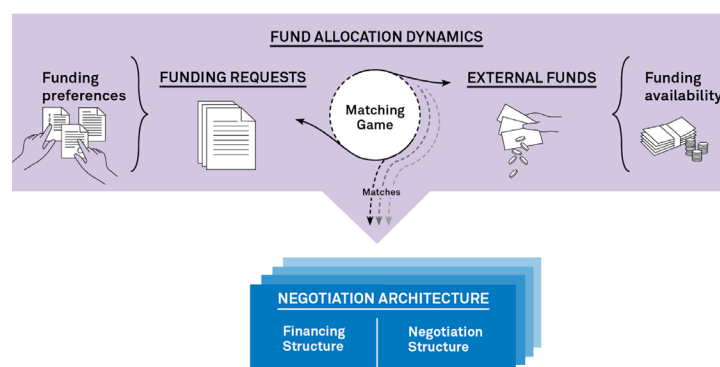 FUND ALLOCATION DYNAMICS
Funding
preferences
FUNDING REQUESTS
Matching
Game
EXTERNAL FUNDS
Funding
availability
Matches
NEGOTIATION ARCHITECTURE
Financing
Structure
Negotiation
Structure